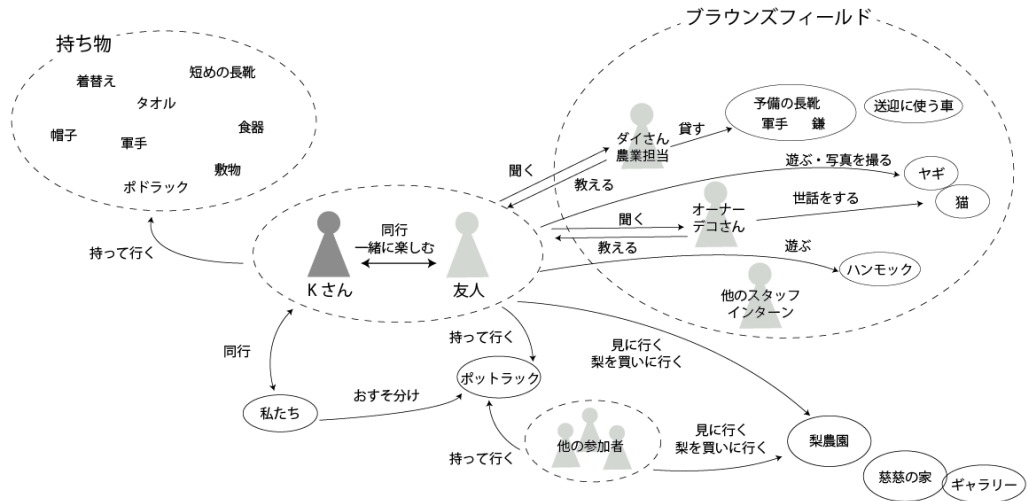 ブラウンズフィールド
持ち物
着替え
短めの長靴
タオル
帽子
軍手
食器
敷物
ポドラック
持って行く
Kさん
同行
一緒に楽しむ
友人
聞く
教える
ダイさん
農業担当
貸す
予備の長靴
軍手 鎌
送迎に使う車
遊ぶ・写真を撮る
ヤギ
猫
聞く
教える
オーナー
デコさん
世話をする
遊ぶ
ハンモック
他のスタッフ
インターン
同行
私たち
おすそ分け
持って行く
ポットラック
持って行く
他の参加者
見に行く
梨を買いに行く
見に行く
梨を買いに行く
梨農園
慈慈の家
ギャラリー